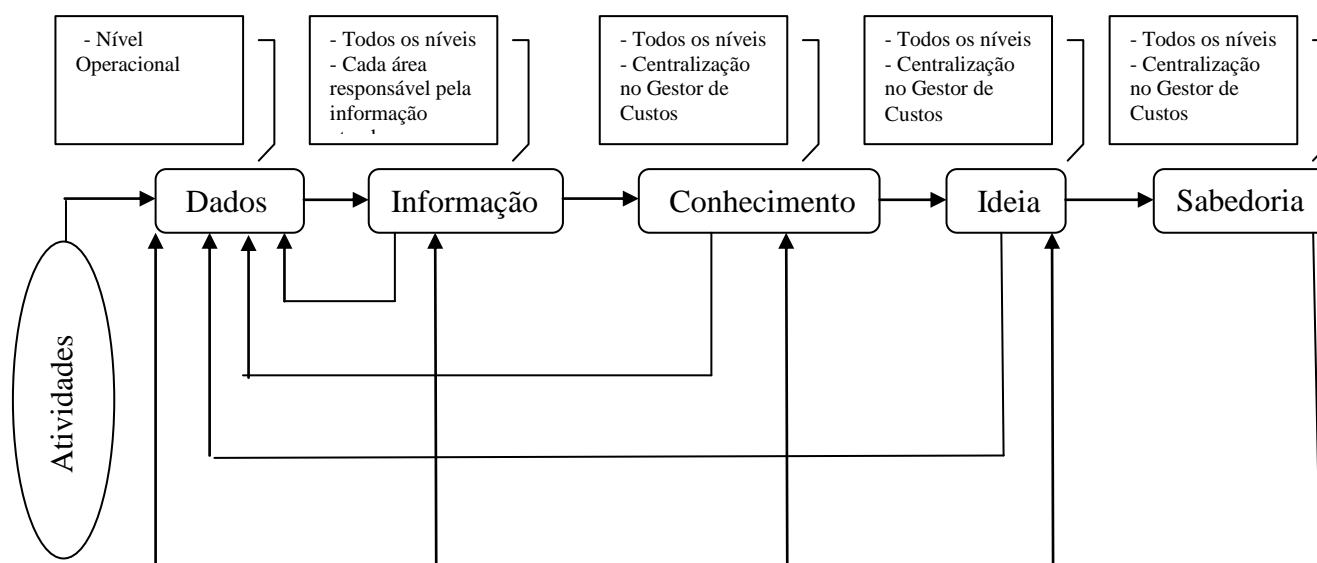 - Nível
Operacional
- Todos os níveis
- Cada área
responsável pela
informação
- Todos os níveis
- Centralização
no Gestor de
Custos
- Todos os níveis
- Centralização
no Gestor de
Custos
- Todos os níveis
- Centralização
no Gestor de
Custos
Dados
Informação
Conhecimento
Ideia
Sabedoria
Atividades